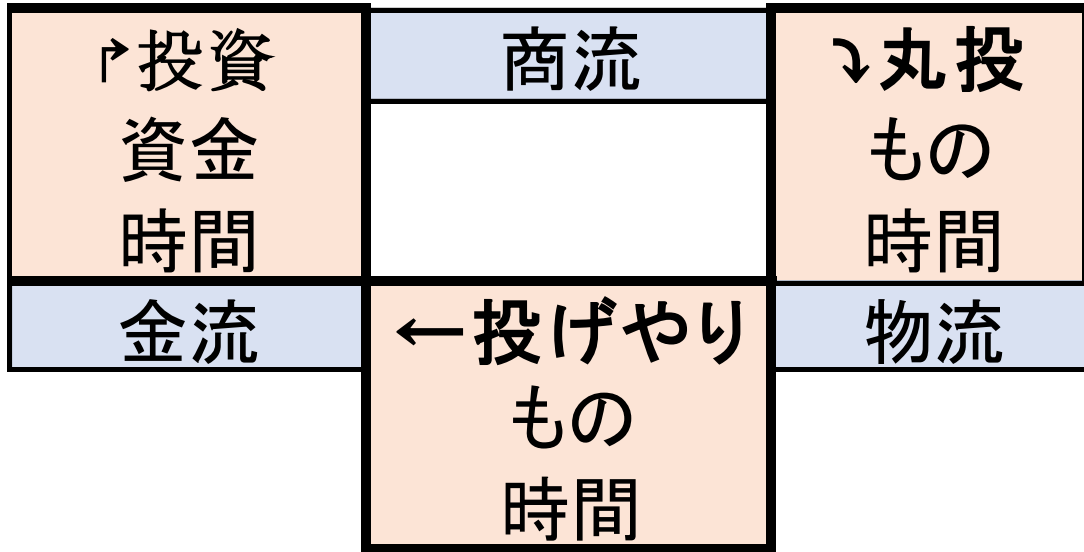 ↱投資
資金
時間
商流
⤵丸投
もの
時間
金流
←投げやり
もの
時間
物流